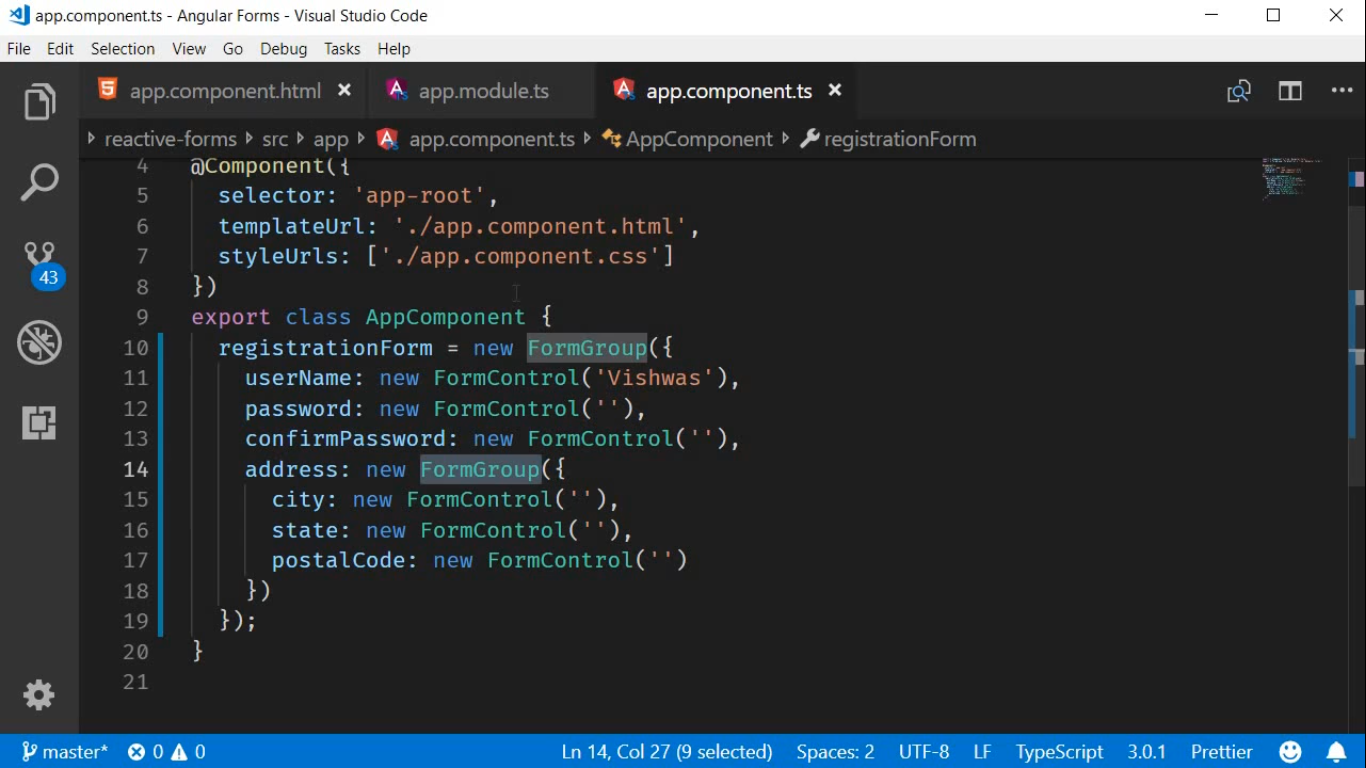 app.component.ts - Angular Forms - Visual Studio Code
File Edit Selection View Go Debug Tasks Help
app.component.html app.module.ts app.component.ts
reactive-forms src app app.component.ts AppComponent registrationForm
4 @Component({
5 selector: 'app-root',
6 templateUrl: './app.component.html',
7 styleUrls: ['./app.component.css']
8 })
9 export class AppComponent {
10 registrationForm = new FormGroup({
11 userName: new FormControl('Vishwas'),
12 password: new FormControl(''),
13 confirmPassword: new FormControl(''),
14 address: new FormGroup({
15 city: new FormControl(''),
16 state: new FormControl(''),
17 postalCode: new FormControl('')
18 })
19 });
20 }
21
43
master* 0 0 Ln 14, Col 27 (9 selected) Spaces: 2 UTF-8 LF TypeScript 3.0.1 Prettier